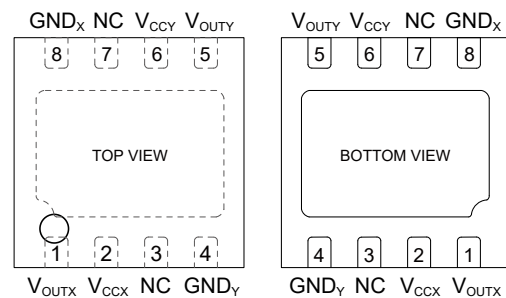 GNDX NC VCCY VOUTY
8 7 6 5
TOP VIEW
1 2 3 4
VOUTX VCCX NC GNDY
VOUTY VCCY NC GNDX
5 6 7 8
BOTTOM VIEW
4 3 2 1
GNDY NC VCCX VOUTX